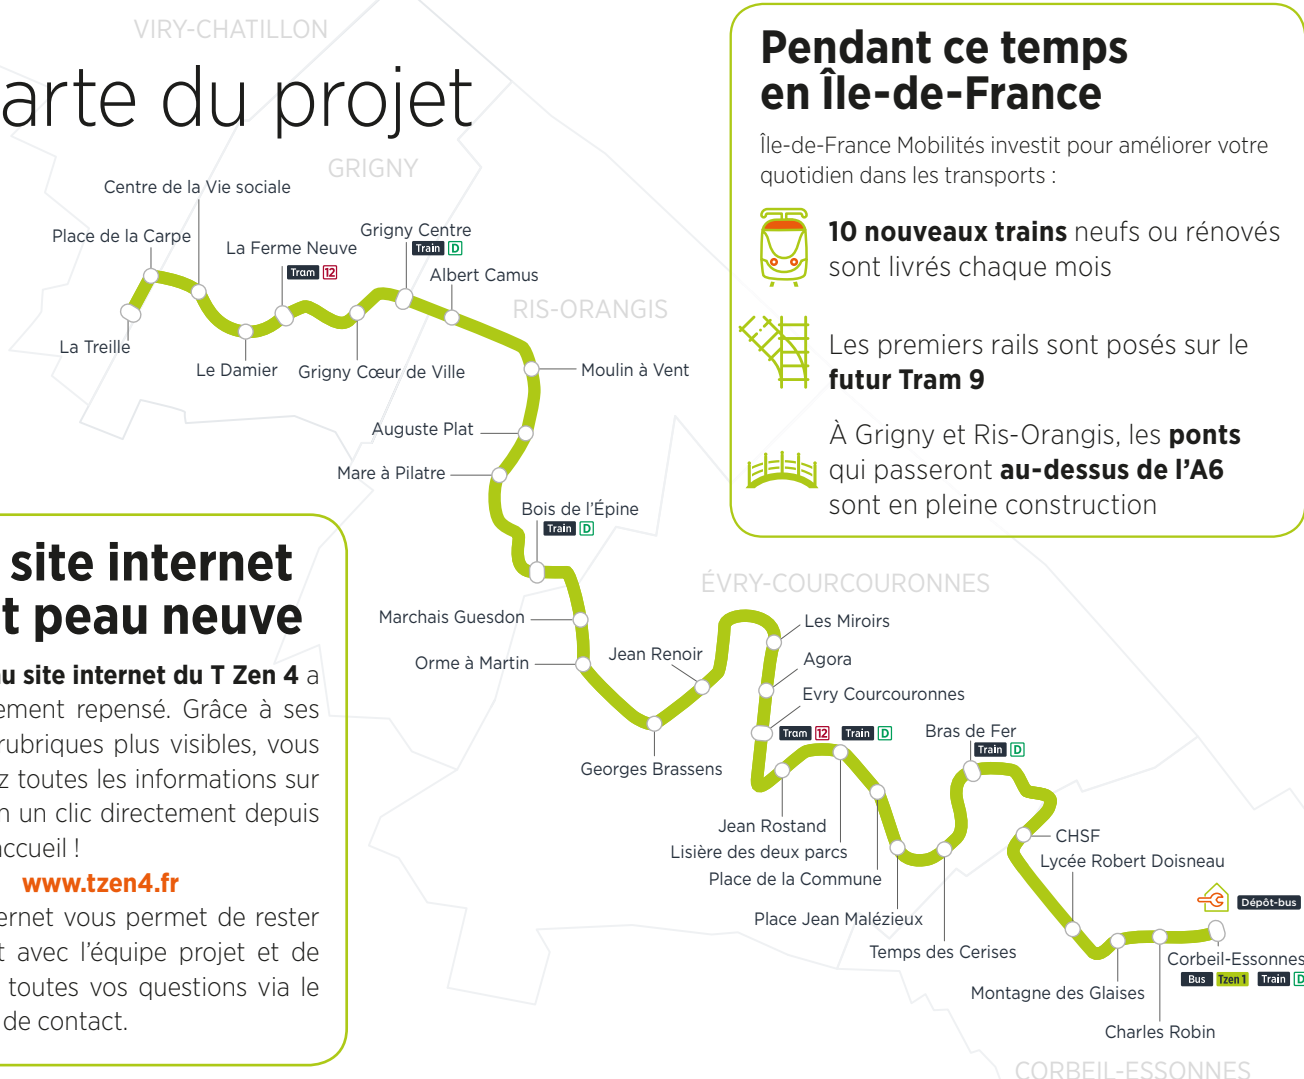 VIRY-CHATILLON
arte du projet
GRIGNY
Centre de la Vie sociale
Place de la Carpe
La Ferme Neuve
Tram 12
Grigny Centre
Train D
Albert Camus
RIS-ORANGIS
La Treille
Le Damier
Grigny Cœur de Ville
Moulin à Vent
Auguste Plat
Mare à Pilatre
Bois de l'Épine
Train D
ÉVRY-COURCOURONNES
Marchais Guesdon
Orme à Martin
Jean Renoir
Georges Brassens
Les Miroirs
Agora
Evry Courcouronnes
Tram 12 Train D
Bras de Fer
Train D
Jean Rostand
Lisière des deux parcs
Place de la Commune
Place Jean Malézieux
Temps des Cerises
CHSF
Lycée Robert Doisneau
Dépôt-bus
Corbeil-Essonnes
Bus Tzen 1 Train D
Montagne des Glaises
Charles Robin
CORBEIL-ESSONNES
Pendant ce temps
en Île-de-France
Île-de-France Mobilités investit pour améliorer votre
quotidien dans les transports :
10 nouveaux trains neufs ou rénovés
sont livrés chaque mois
Les premiers rails sont posés sur le
futur Tram 9
À Grigny et Ris-Orangis, les ponts
qui passeront au-dessus de l'A6
sont en pleine construction
site internet
t peau neuve
au site internet du T Zen 4 a
ement repensé. Grâce à ses
rubriques plus visibles, vous
z toutes les informations sur
n un clic directement depuis
ccueil !
www.tzen4.fr
ernet vous permet de rester
t avec l'équipe projet et de
toutes vos questions via le
de contact.